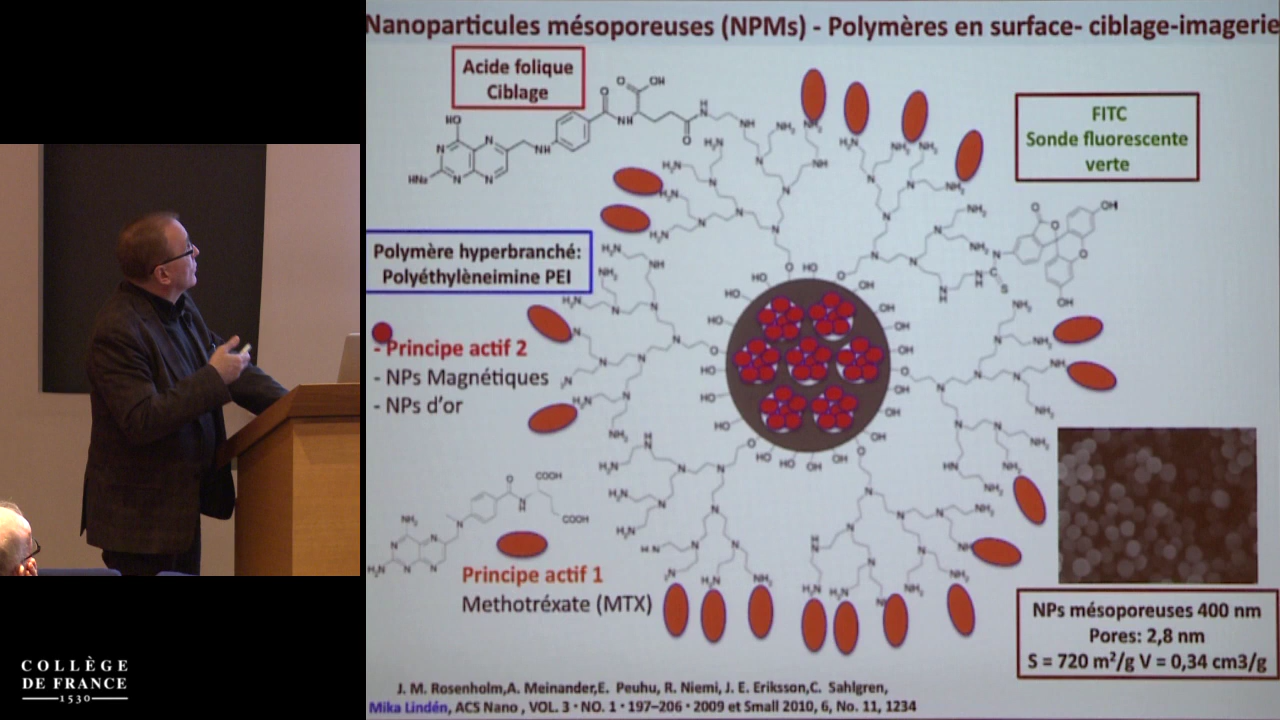 Nanoparticules mésoporeuses (NPMs) - Polymères en surface- ciblage-imagerie
Acide folique
Ciblage
FITC
Sonde fluorescente
verte
Polymère hyperbranché:
Polyéthylèneimine PEI
- Principe actif 2
- NPs Magnétiques
- NPs d'or
COOH
COOH
Principe actif 1
Methotréxate (MTX)
NPs mésoporeuses 400 nm
Pores: 2,8 nm
S = 720 m²/g V = 0,34 cm3/g
J. M. Rosenholm,A. Meinander,E. Peuhu, R. Niemi, J. E. Eriksson,C. Sahlgren,
Mika Lindén, ACS Nano , VOL. 3 · NO. 1 · 197–206 · 2009 et Small 2010, 6, No. 11, 1234
COLLÈGE
DE FRANCE
1530